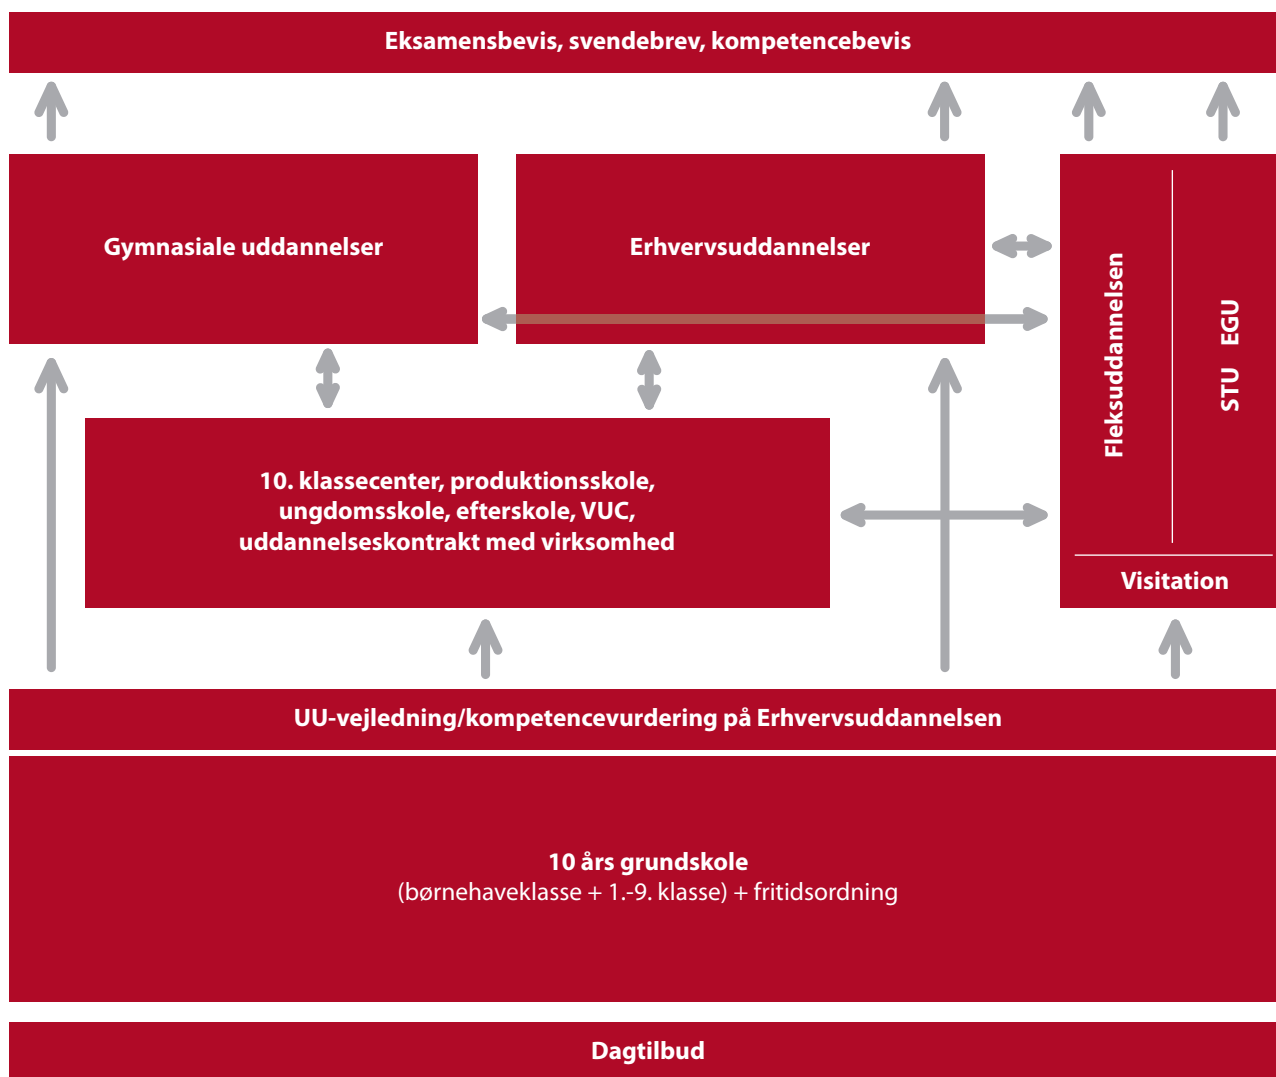 Eksamensbevis, svendebrev, kompetencebevis
Gymnasiale uddannelser
Erhvervsuddannelser
Fleksuddannelsen
STU EGU
Visitation
10. klassecenter, produktionsskole,
ungdomsskole, efterskole, VUC,
uddannelseskontrakt med virksomhed
UU-vejledning/kompetencevurdering på Erhvervsuddannelsen
10 års grundskole
(børnehaveklasse + 1.-9. klasse) + fritidsordning
Dagtilbud